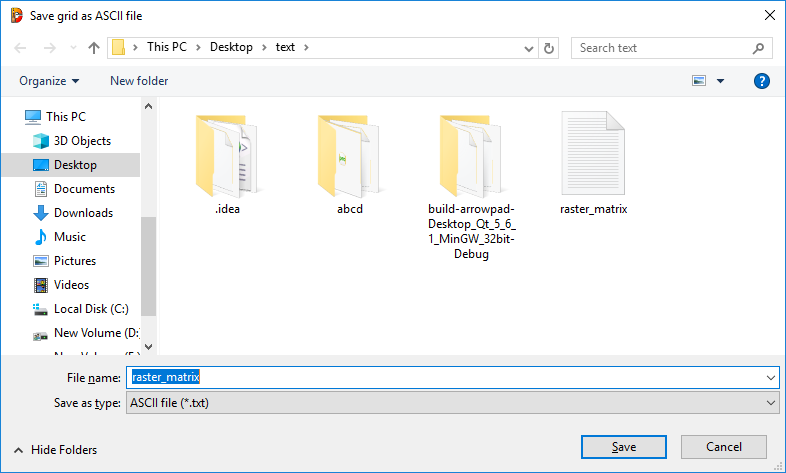 Save grid as ASCII file
This PC
Desktop
text
Search text
Organize
New folder
This PC
3D Objects
Desktop
Documents
Downloads
Music
Pictures
Videos
Local Disk (C:)
New Volume (D:
.idea
abcd
build-arrowpad-
Desktop_Qt_5_6_
1_MinGW_32bit-
Debug
raster_matrix
File name:
raster_matrix
Save as type:
ASCII file (*.txt)
Hide Folders
Save
Cancel